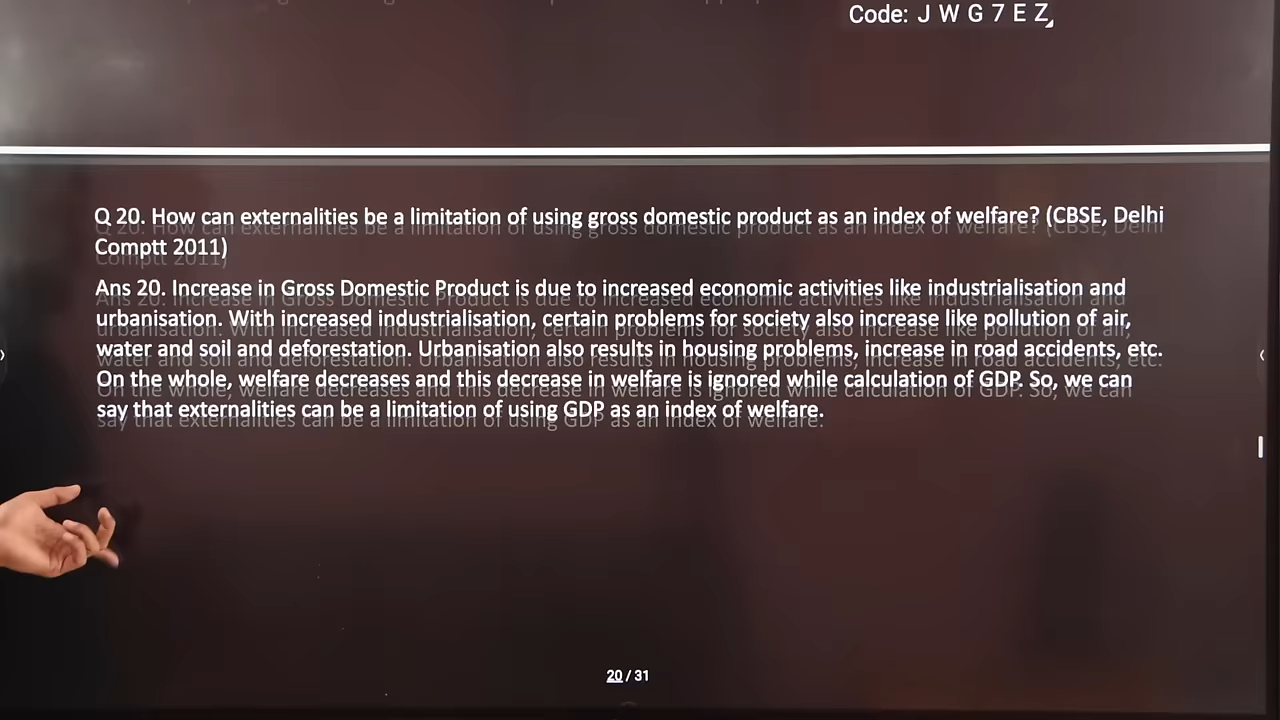 Code: J W G 7 E Z
Q 20. How can externalities be a limitation of using gross domestic product as an index of welfare? (CBSE, Delhi
Comptt 2011)
Ans 20. Increase in Gross Domestic Product is due to increased economic activities like industrialisation and
urbanisation. With increased industrialisation, certain problems for society also increase like pollution of air,
water and soil and deforestation. Urbanisation also results in housing problems, increase in road accidents, etc.
On the whole, welfare decreases and this decrease in welfare is ignored while calculation of GDP. So, we can
say that externalities can be a limitation of using GDP as an index of welfare.
20 / 31